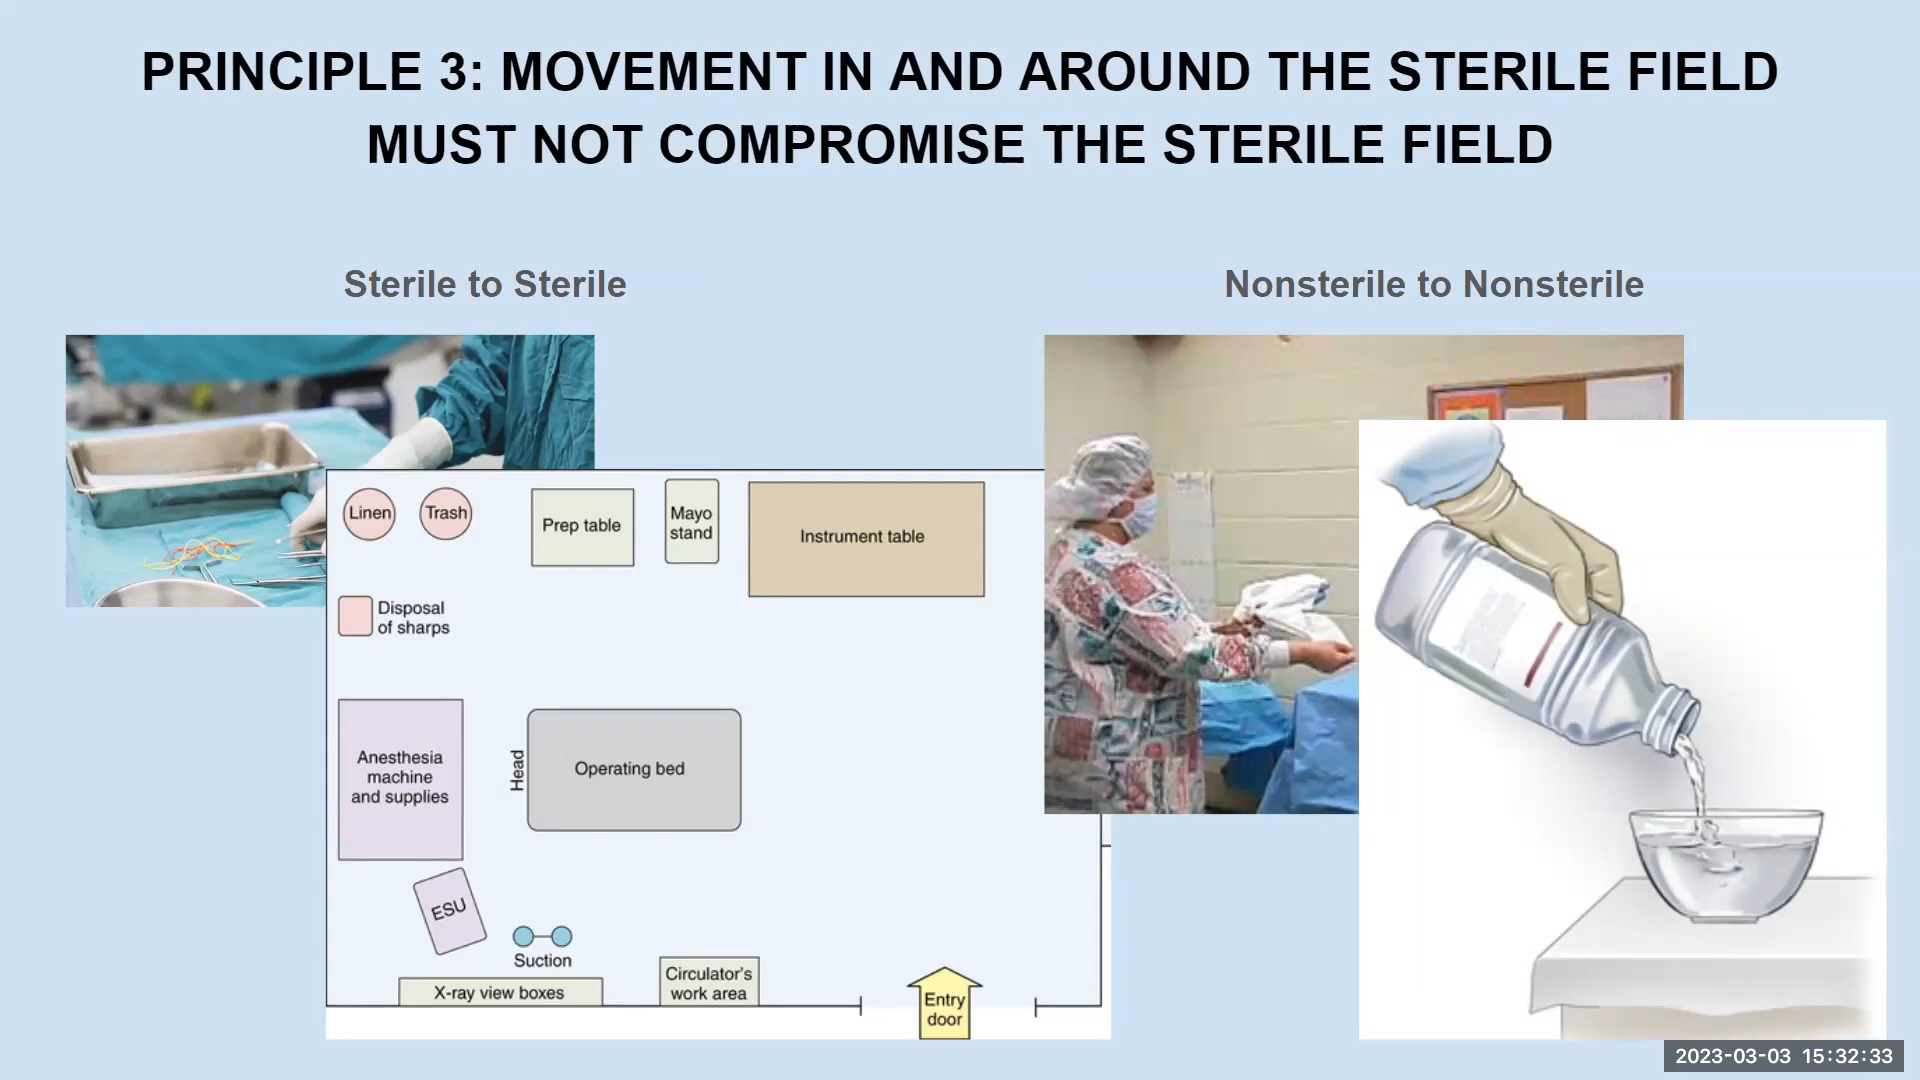 PRINCIPLE 3: MOVEMENT IN AND AROUND THE STERILE FIELD
MUST NOT COMPROMISE THE STERILE FIELD
Sterile to Sterile
Nonsterile to Nonsterile
Linen
Trash
Prep table
Mayo
stand
Instrument table
Disposal
of sharps
Anesthesia
machine
and supplies
Head
Operating bed
ESU
Suction
X-ray view boxes
Circulator's
work area
Entry
door
2023-03-03 15:32:33